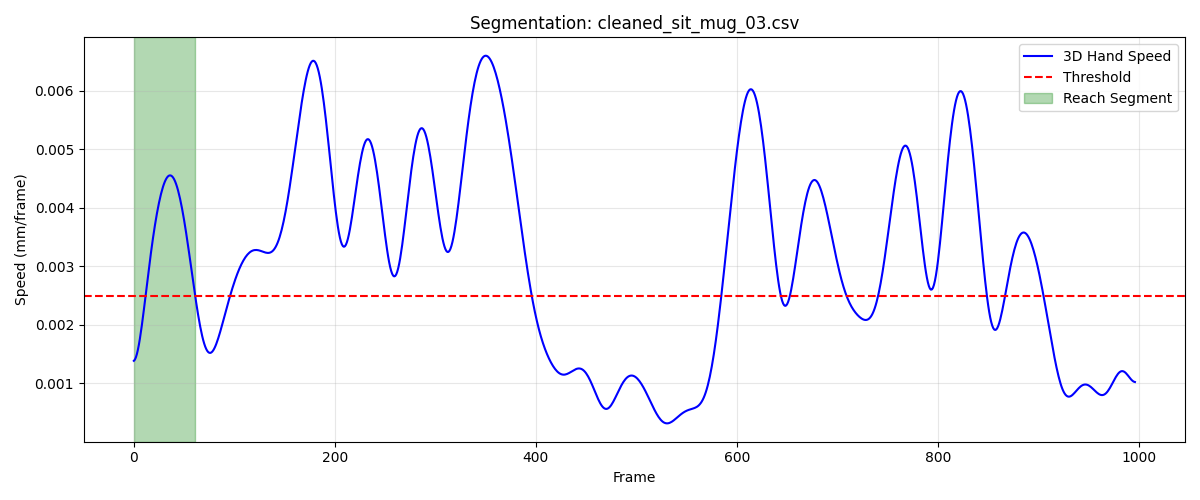 Segmentation: cleaned_sit_mug_03.csv
3D Hand Speed
Threshold
Reach Segment
Speed (mm/frame)
0.006
0.005
0.004
0.003
0.002
0.001
0 200 400 600 800 1000
Frame